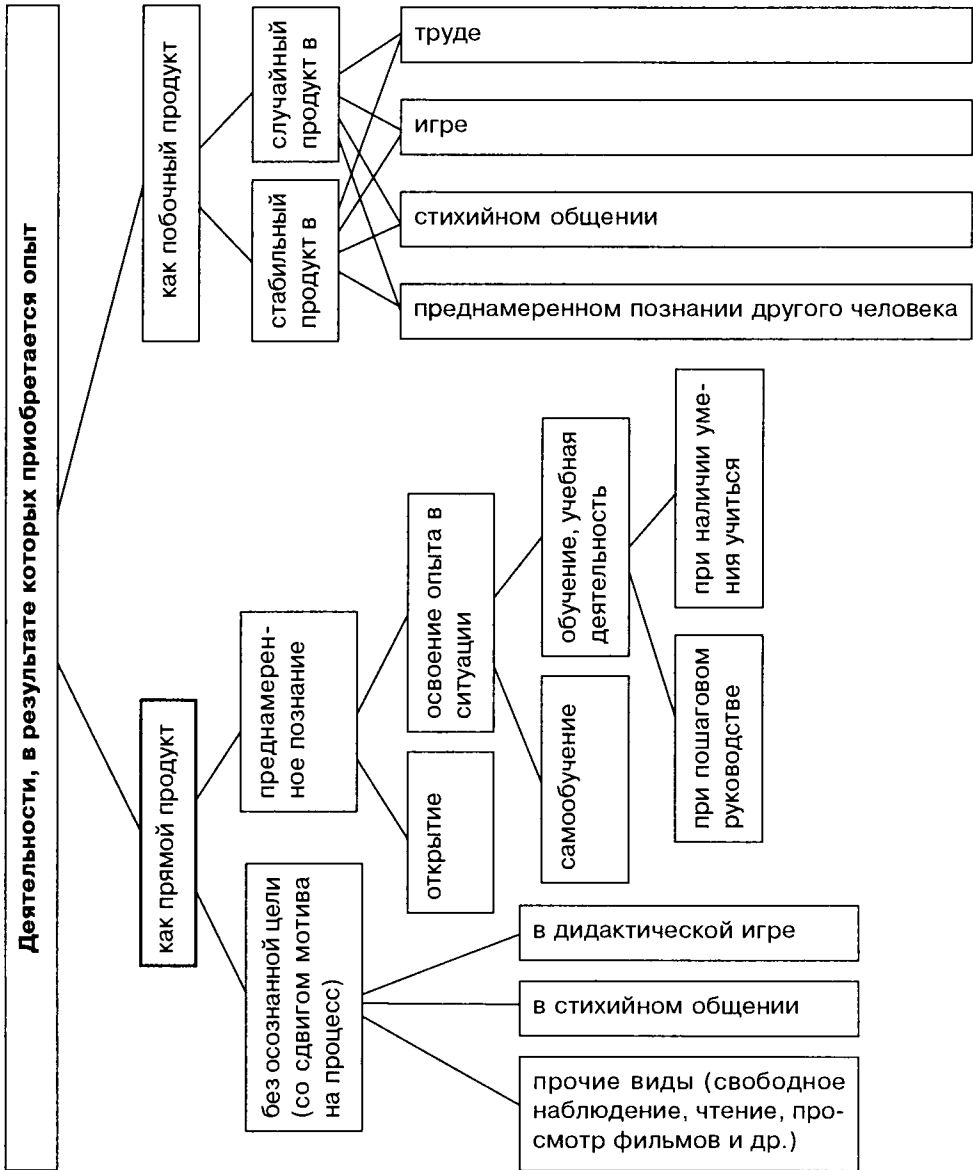 Деятельности, в результате которых приобретается опыт
как прямой продукт
как побочный продукт
без осознанной цели
(со сдвигом мотива
на процесс)
преднамерен-
ное познание
стабильный
продукт в
случайный
продукт в
открытие
освоение опыта в
ситуации
самообучение
обучение, учебная
деятельность
при пошаговом
руководстве
при наличии уме-
ния учиться
в дидактической игре
в стихийном общении
прочие виды (свободное
наблюдение, чтение, про-
смотр фильмов и др.)
труде
игре
стихийном общении
преднамеренном познании другого человека